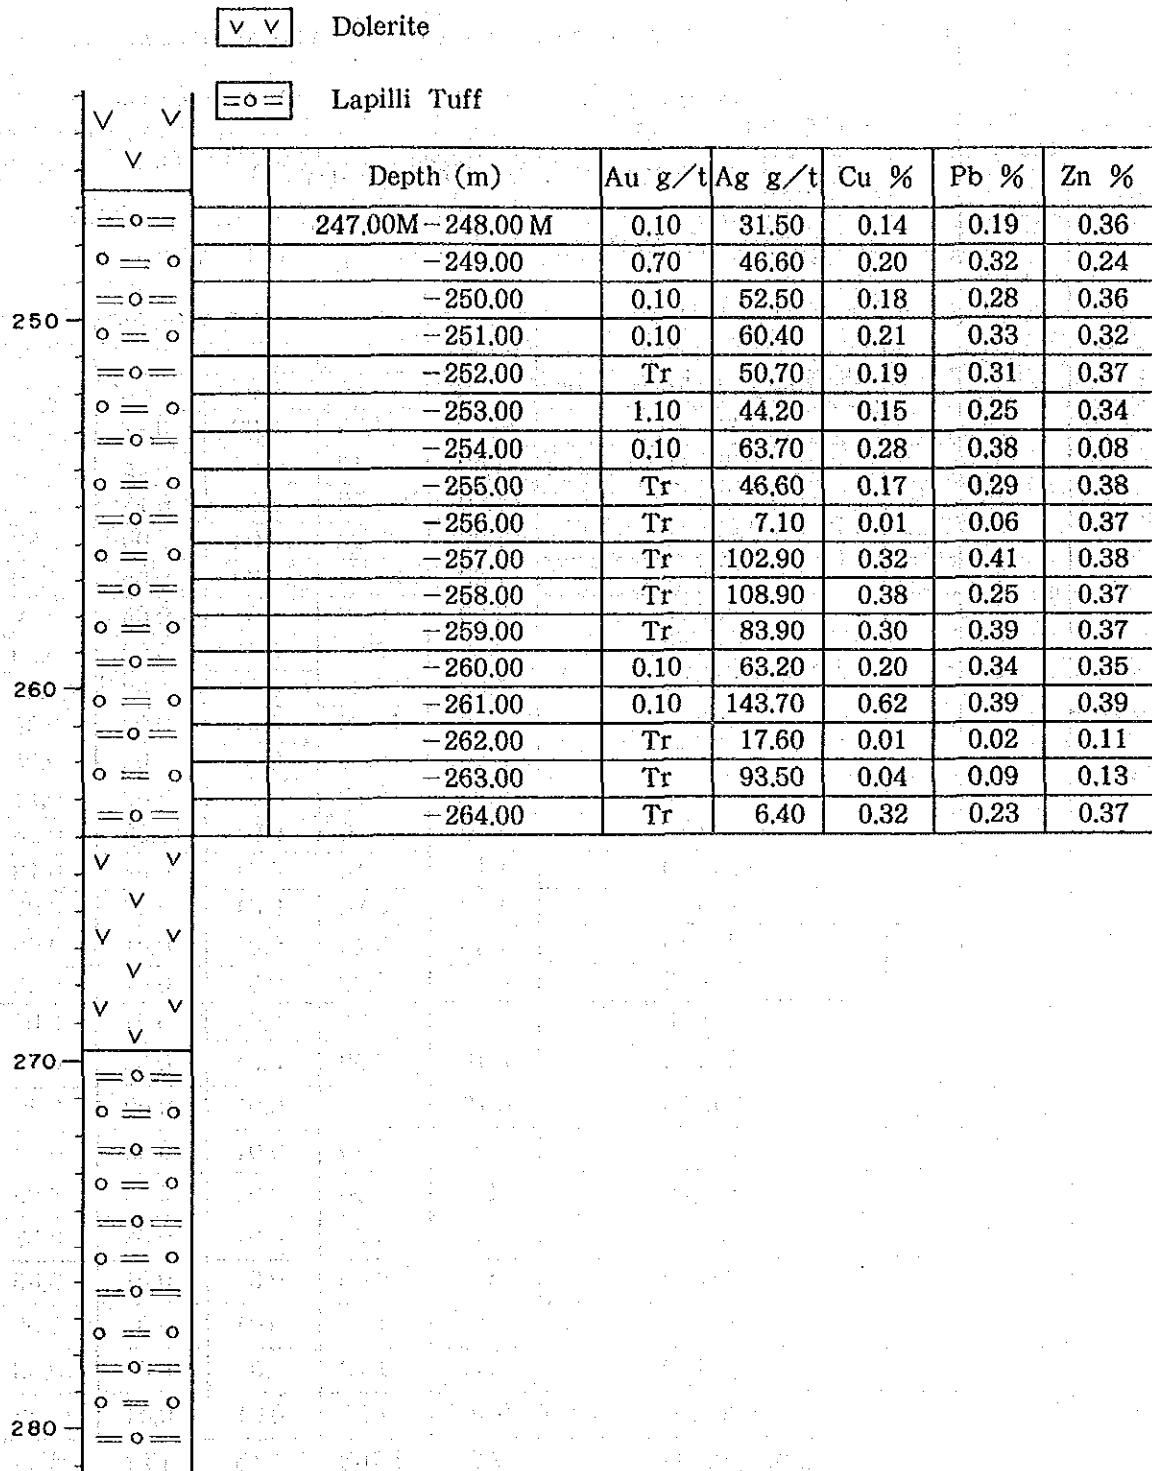 Dolerite
Lapilli Tuff
Depth (m) Au g/t Ag g/t Cu % Pb % Zn %
247.00M-248.00M 0.10 31.50 0.14 0.19 0.36
-249.00 0.70 46.60 0.20 0.32 0.24
-250.00 0.10 52.50 0.18 0.28 0.36
250
-251.00 0.10 60.40 0.21 0.33 0.32
-252.00 Tr 50.70 0.19 0.31 0.37
-253.00 1.10 44.20 0.15 0.25 0.34
-254.00 0.10 63.70 0.28 0.38 0.08
-255.00 Tr 46.60 0.17 0.29 0.38
-256.00 Tr 7.10 0.01 0.06 0.37
-257.00 Tr 102.90 0.32 0.41 0.38
-258.00 Tr 108.90 0.38 0.25 0.37
-259.00 Tr 83.90 0.30 0.39 0.37
-260.00 0.10 63.20 0.20 0.34 0.35
260
-261.00 0.10 143.70 0.62 0.39 0.39
-262.00 Tr 17.60 0.01 0.02 0.11
-263.00 Tr 93.50 0.04 0.09 0.13
-264.00 Tr 6.40 0.32 0.23 0.37
270
280